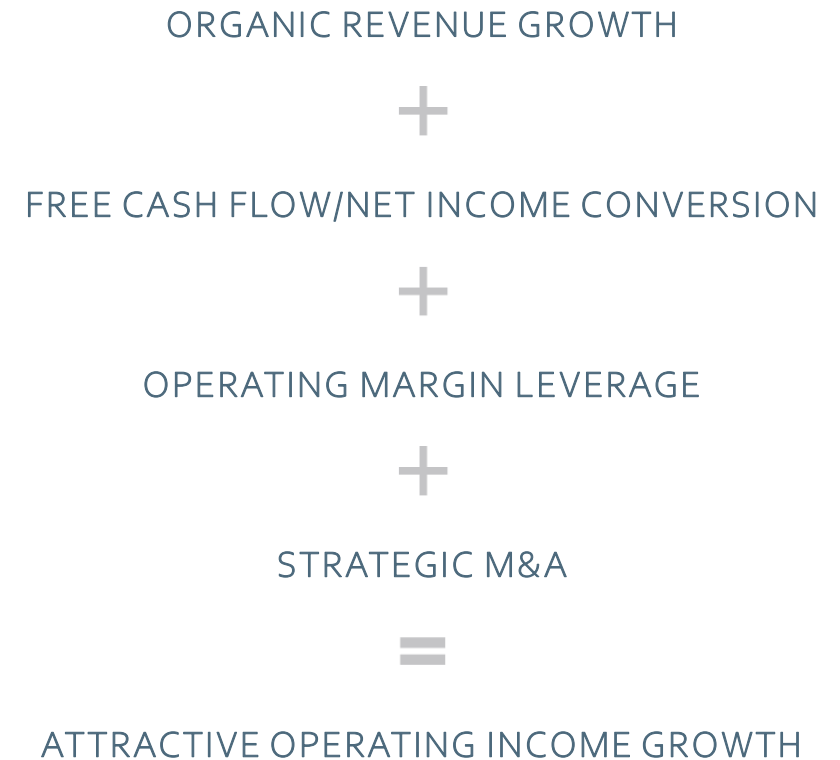 ORGANIC REVENUE GROWTH
+
FREE CASH FLOW/NET INCOME CONVERSION
+
OPERATING MARGIN LEVERAGE
+
STRATEGIC M&A
=
ATTRACTIVE OPERATING INCOME GROWTH